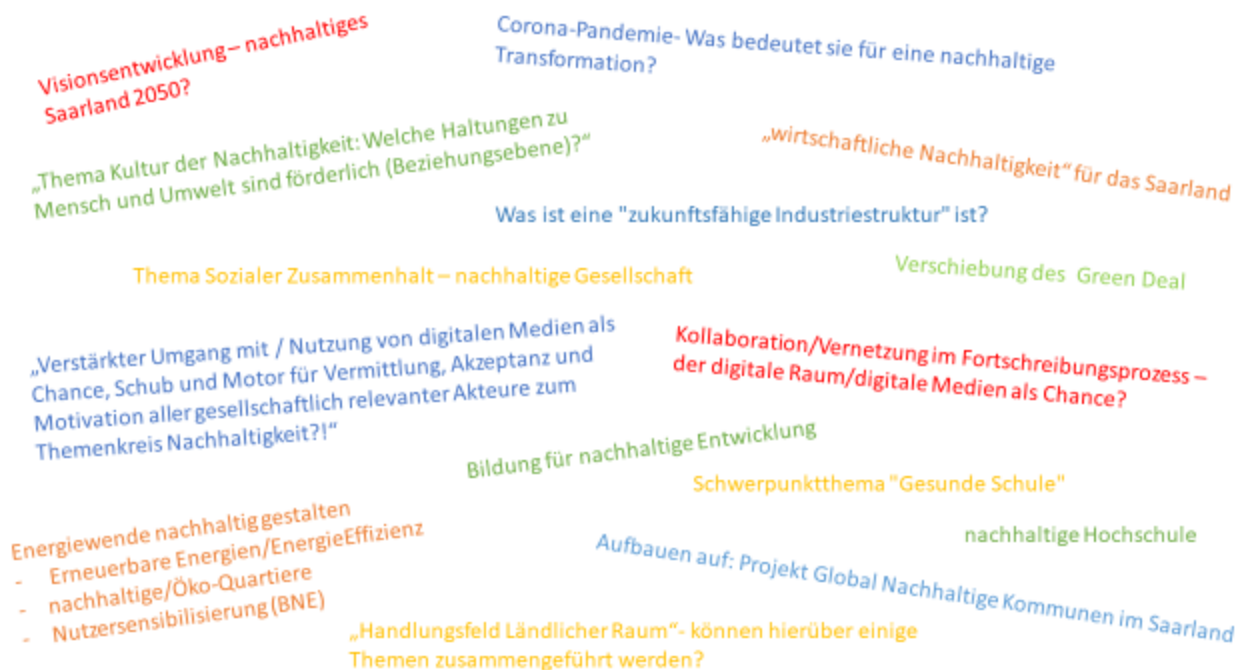 Visionsentwicklung – nachhaltiges
Saarland 2050?
Corona-Pandemie- Was bedeutet sie für eine nachhaltige
Transformation?
„Thema Kultur der Nachhaltigkeit: Welche Haltungen zu
Mensch und Umwelt sind förderlich (Beziehungsebene)?“
„wirtschaftliche Nachhaltigkeit“ für das Saarland
Was ist eine "zukunftsfähige Industriestruktur" ist?
Thema Sozialer Zusammenhalt – nachhaltige Gesellschaft
Verschiebung des Green Deal
„Verstärkter Umgang mit / Nutzung von digitalen Medien als
Chance, Schub und Motor für Vermittlung, Akzeptanz und
Motivation aller gesellschaftlich relevanter Akteure zum
Themenkreis Nachhaltigkeit?!“
Kollaboration/Vernetzung im Fortschreibungsprozess –
der digitale Raum/digitale Medien als Chance?
Bildung für nachhaltige Entwicklung
Schwerpunktthema "Gesunde Schule"
Energiewende nachhaltig gestalten
- Erneuerbare Energien/EnergieEffizienz
- nachhaltige/Öko-Quartiere
- Nutzersensibilisierung (BNE)
nachhaltige Hochschule
Aufbauen auf: Projekt Global Nachhaltige Kommunen im Saarland
„Handlungsfeld Ländlicher Raum“- können hierüber einige
Themen zusammengeführt werden?